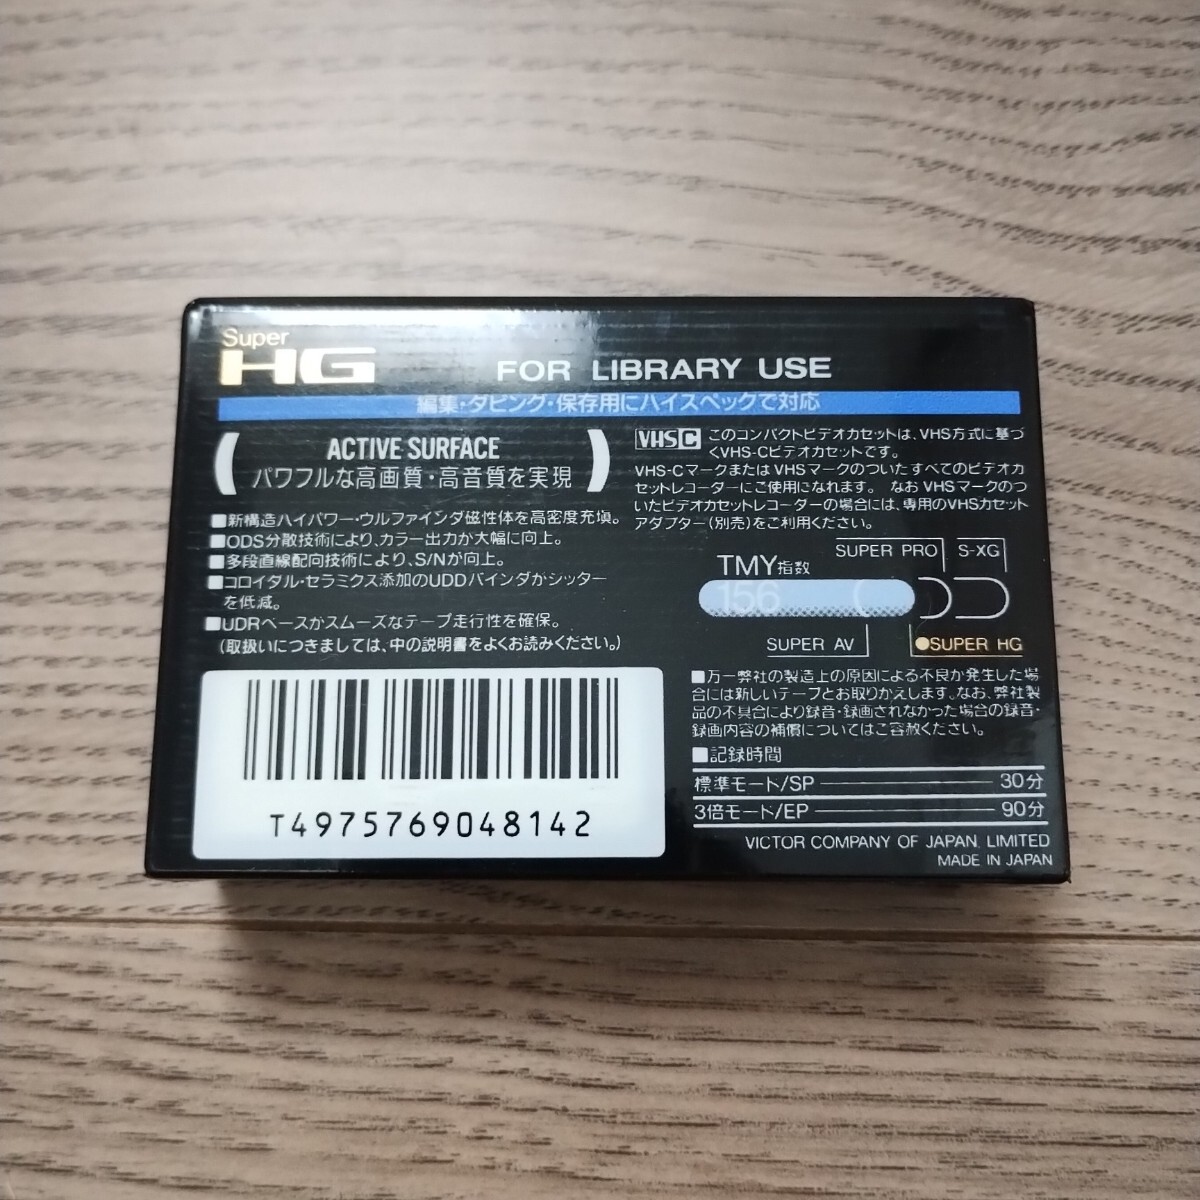 Super
HG
FOR LIBRARY USE
編集・ダビング・保存用にハイスペックで対応
ACTIVE SURFACE
パワフルな高画質・高音質を実現
■新構造ハイパワー・ウルファインダ磁性体を高密度充塡。
■ODS分散技術により、カラー出力が大幅に向上。
■多段直線配向技術により、S/Nが向上。
■コロイダル・セラミクス添加のUDDバインダがシッター
を低減。
■UDRベースがスムーズなテープ走行性を確保。
(取扱いにつきましては、中の説明書をよくお読みください。)
T4975769048142
VHSC このコンパクトビデオカセットは、VHS方式に基づ
くVHS-Cビデオカセットです。
VHS-CマークまたはVHSマークのついたすべてのビデオカ
セットレコーダーにご使用になれます。 なおVHSマークのつ
いたビデオカセットレコーダーの場合には、専用のVHSカセット
アダプター(別売)をご利用ください。
SUPER PRO S-XG
TMY指数
156
SUPER AV ●SUPER HG
■万一弊社の製造上の原因による不良が発生した場
合には新しいテープとお取りかえします。なお、弊社製
品の不具合により録音・録画されなかった場合の録音・
録画内容の補償についてはご容赦ください。
■記録時間
標準モード/SP 30分
3倍モード/EP 90分
VICTOR COMPANY OF JAPAN, LIMITED
MADE IN JAPAN